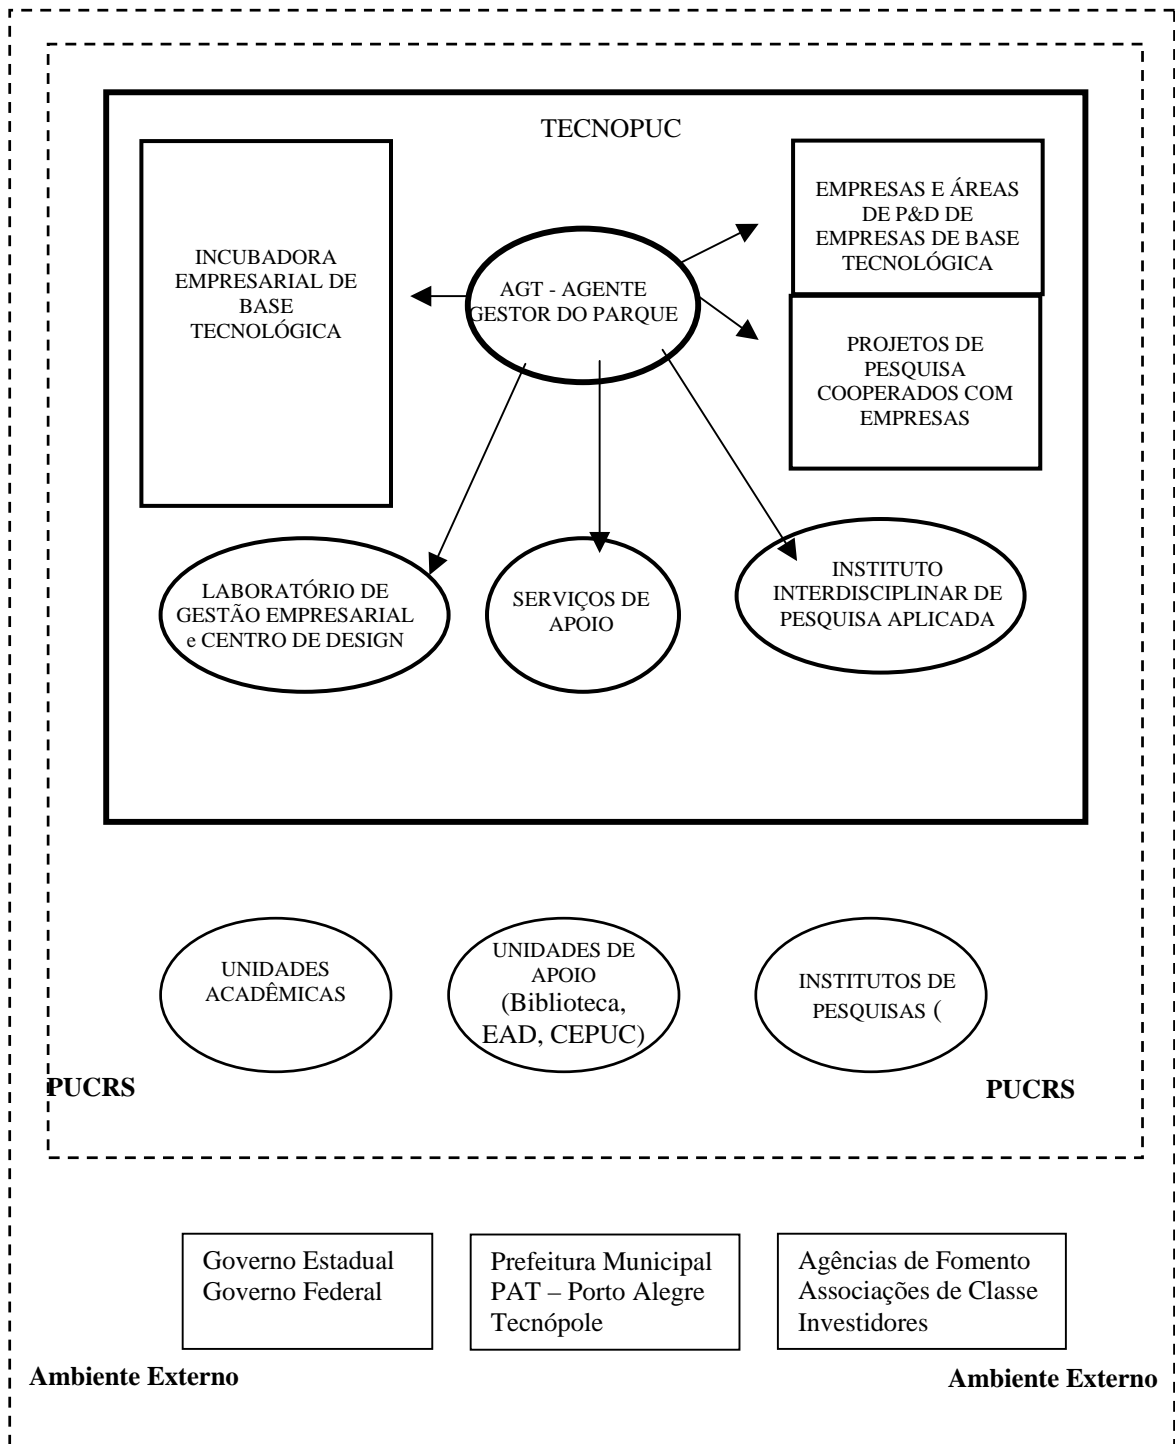 TECNOPUC
INCUBADORA
EMPRESARIAL DE
BASE
TECNOLÓGICA
AGT - AGENTE
GESTOR DO PARQUE
EMPRESAS E ÁREAS
DE P&D DE
EMPRESAS DE BASE
TECNOLÓGICA
PROJETOS DE
PESQUISA
COOPERADOS COM
EMPRESAS
LABORATÓRIO DE
GESTÃO EMPRESARIAL
e CENTRO DE DESIGN
SERVIÇOS DE
APOIO
INSTITUTO
INTERDISCIPLINAR DE
PESQUISA APLICADA
UNIDADES
ACADÊMICAS
UNIDADES DE
APOIO
(Biblioteca,
EAD, CEPUC)
INSTITUTOS DE
PESQUISAS (
PUCRS
PUCRS
Governo Estadual
Governo Federal
Prefeitura Municipal
PAT – Porto Alegre
Tecnópole
Agências de Fomento
Associações de Classe
Investidores
Ambiente Externo
Ambiente Externo